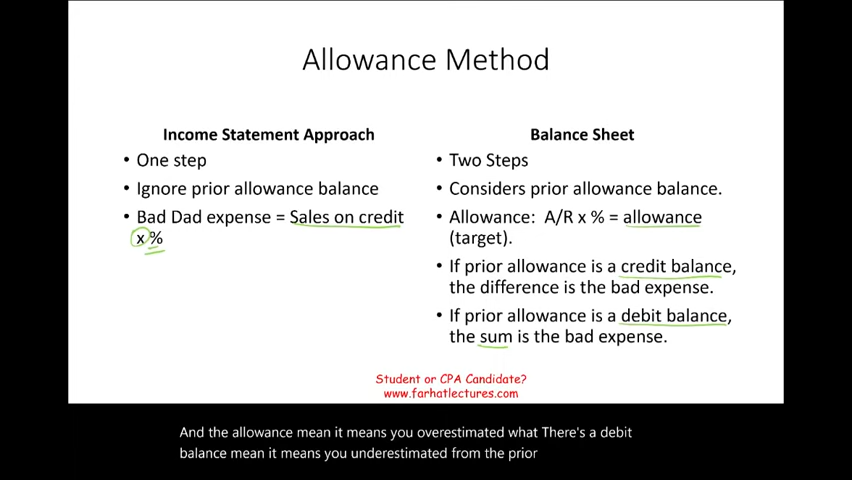 Allowance Method
Income Statement Approach
• One step
• Ignore prior allowance balance
• Bad Dad expense = Sales on credit
x %
Balance Sheet
• Two Steps
• Considers prior allowance balance.
• Allowance: A/R x % = allowance
(target).
• If prior allowance is a credit balance,
the difference is the bad expense.
• If prior allowance is a debit balance,
the sum is the bad expense.
Student or CPA Candidate?
www.farhatlectures.com
And the allowance mean it means you overestimated what There's a debit
balance mean it means you underestimated from the prior